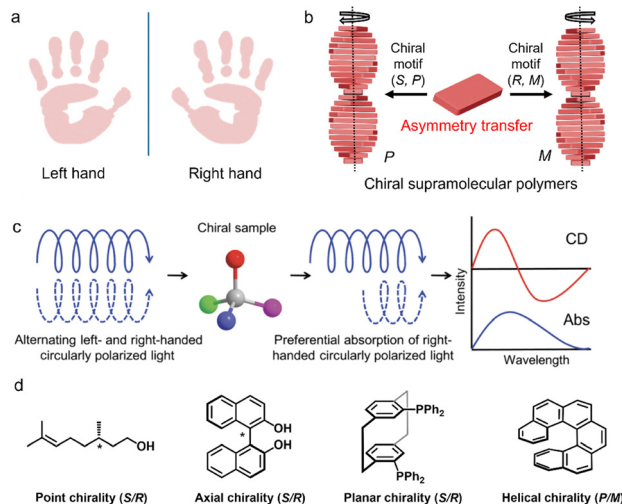 a
Left hand
Right hand
b
Chiral
motif
(S, P)
Chiral
motif
(R, M)
Asymmetry transfer
P
M
Chiral supramolecular polymers
c
Alternating left- and right-handed
circularly polarized light
Chiral sample
Preferential absorption of right-
handed circularly polarized light
Intensity
CD
Abs
Wavelength
d
*
OH
Point chirality (S/R)
*
OH
OH
Axial chirality (S/R)
PPh2
PPh2
Planar chirality (S/R)
Helical chirality (P/M)